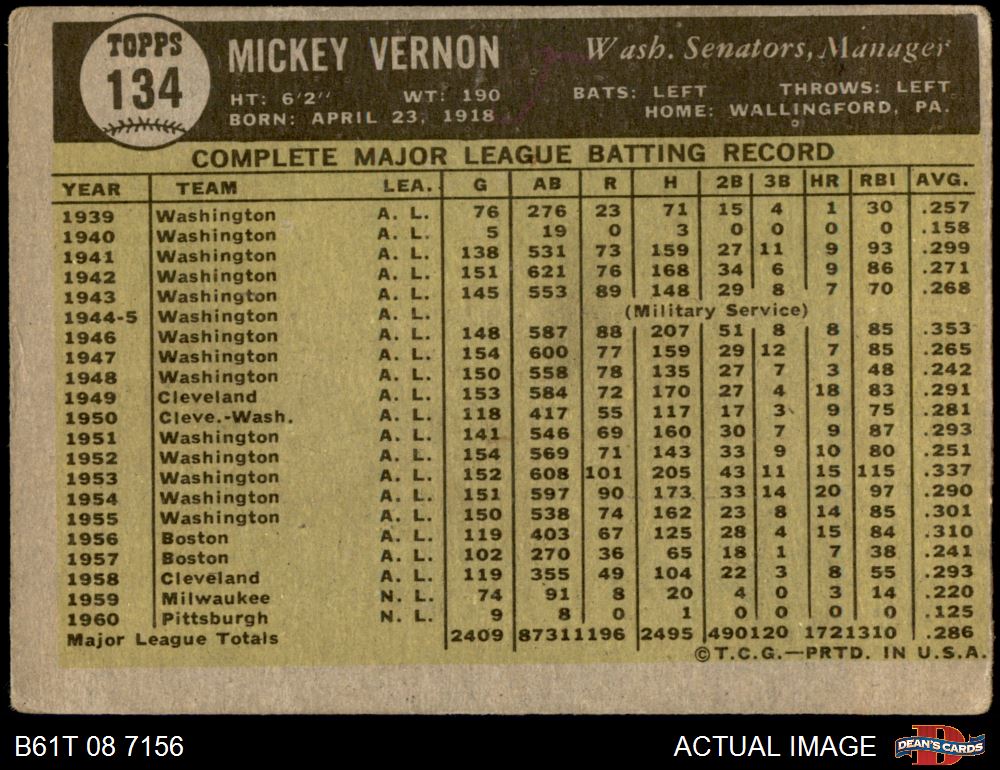 TOPPS
134
MICKEY VERNON
Wash. Senators, Manager
HT: 6'2" WT: 190 BATS: LEFT THROWS: LEFT
BORN: APRIL 23, 1918 HOME: WALLINGFORD, PA.
COMPLETE MAJOR LEAGUE BATTING RECORD
YEAR TEAM LEA. G AB R H 2B 3B HR RBI AVG.
1939 Washington A. L. 76 276 23 71 15 4 1 30 .257
1940 Washington A. L. 5 19 0 3 0 0 0 0 .158
1941 Washington A. L. 138 531 73 159 27 11 9 93 .299
1942 Washington A. L. 151 621 76 168 34 6 9 86 .271
1943 Washington A. L. 145 553 89 148 29 8 7 70 .268
1944-5 Washington A. L. (Military Service)
1946 Washington A. L. 148 587 88 207 51 8 8 85 .353
1947 Washington A. L. 154 600 77 159 29 12 7 85 .265
1948 Washington A. L. 150 558 78 135 27 7 3 48 .242
1949 Cleveland A. L. 153 584 72 170 27 4 18 83 .291
1950 Cleve.-Wash. A. L. 118 417 55 117 17 3 9 75 .281
1951 Washington A. L. 141 546 69 160 30 7 9 87 .293
1952 Washington A. L. 154 569 71 143 33 9 10 80 .251
1953 Washington A. L. 152 608 101 205 43 11 15 115 .337
1954 Washington A. L. 151 597 90 173 33 14 20 97 .290
1955 Washington A. L. 150 538 74 162 23 8 14 85 .301
1956 Boston A. L. 119 403 67 125 28 4 15 84 .310
1957 Boston A. L. 102 270 36 65 18 1 7 38 .241
1958 Cleveland A. L. 119 355 49 104 22 3 8 55 .293
1959 Milwaukee N. L. 74 91 8 20 4 0 3 14 .220
1960 Pittsburgh N. L. 9 8 0 1 0 0 0 0 .125
Major League Totals 2409 8731 1196 2495 490 120 172 1310 .286
©T.C.G.—PRTD. IN U.S.A.
B61T 08 7156 ACTUAL IMAGE DEAN'S CARDS